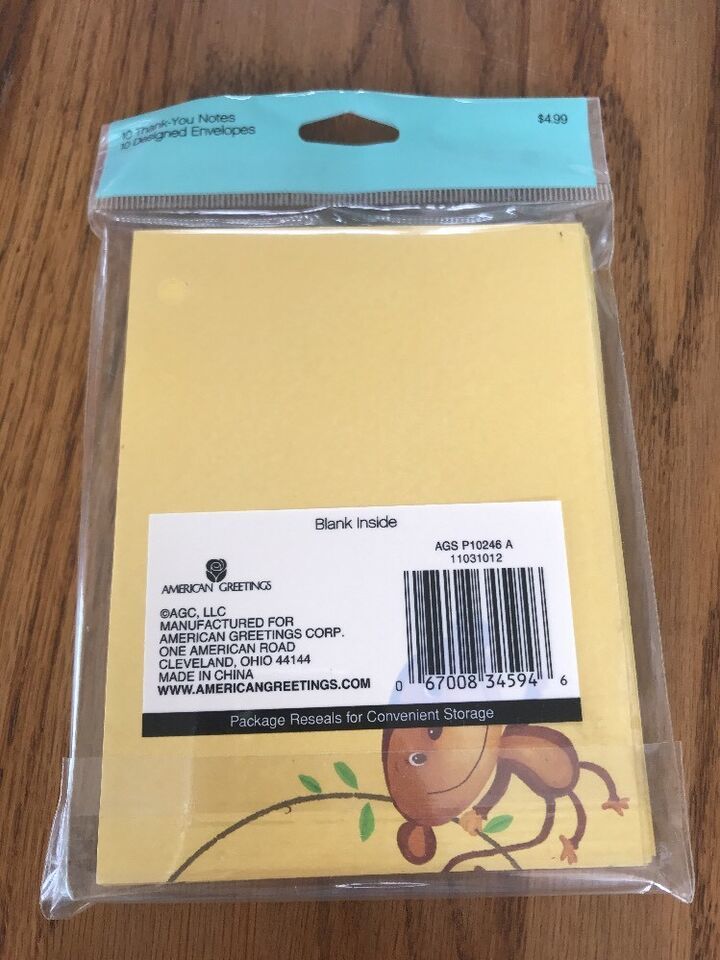 10 Thank-You Notes
10 Designed Envelopes
$4.99
Blank Inside
AGS P10246 A
11031012
AMERICAN GREETINGS
©AGC, LLC
MANUFACTURED FOR
AMERICAN GREETINGS CORP.
ONE AMERICAN ROAD
CLEVELAND, OHIO 44144
MADE IN CHINA
WWW.AMERICANGREETINGS.COM
0 67008 34594 6
Package Reseals for Convenient Storage